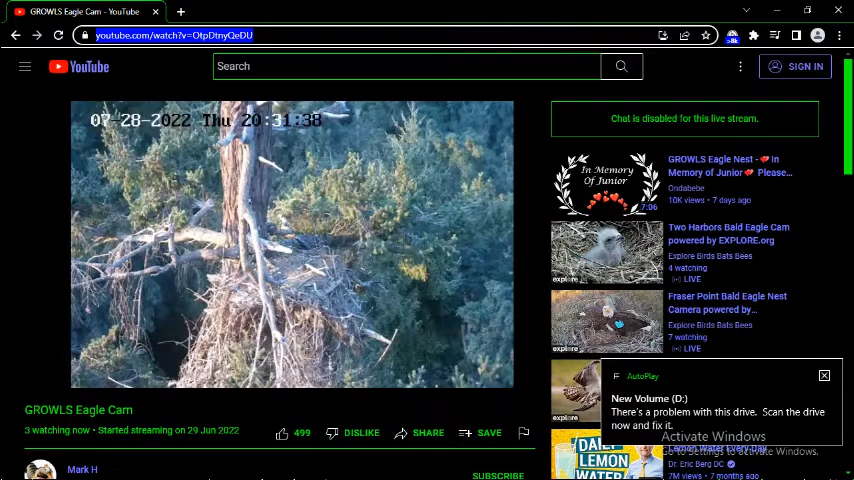 GROWLS Eagle Cam - YouTube
youtube.com/watch?v=OtpDtnyQeDU
>8k
YouTube
Search
SIGN IN
07-28-2022 Thu 20:31:38
Chat is disabled for this live stream.
In Memory
Of Junior
7:06
GROWLS Eagle Nest -💔In
Memory of Junior💔 Please...
Ondabebe
10K views • 7 days ago
explore
Two Harbors Bald Eagle Cam
powered by EXPLORE.org
Explore Birds Bats Bees
4 watching
LIVE
explore
Fraser Point Bald Eagle Nest
Camera powered by...
Explore Birds Bats Bees
7 watching
LIVE
explore
AutoPlay
New Volume (D:)
There's a problem with this drive. Scan the drive
now and fix it.
Activate Windows
Go to Settings to activate Windows.
GROWLS Eagle Cam
3 watching now • Started streaming on 29 Jun 2022
499
DISLIKE
SHARE
SAVE
DAILY
LEMON
WATER
Lemon Water Every Day
Dr. Eric Berg DC
7M views • 7 months ago
Mark H
SUBSCRIBE